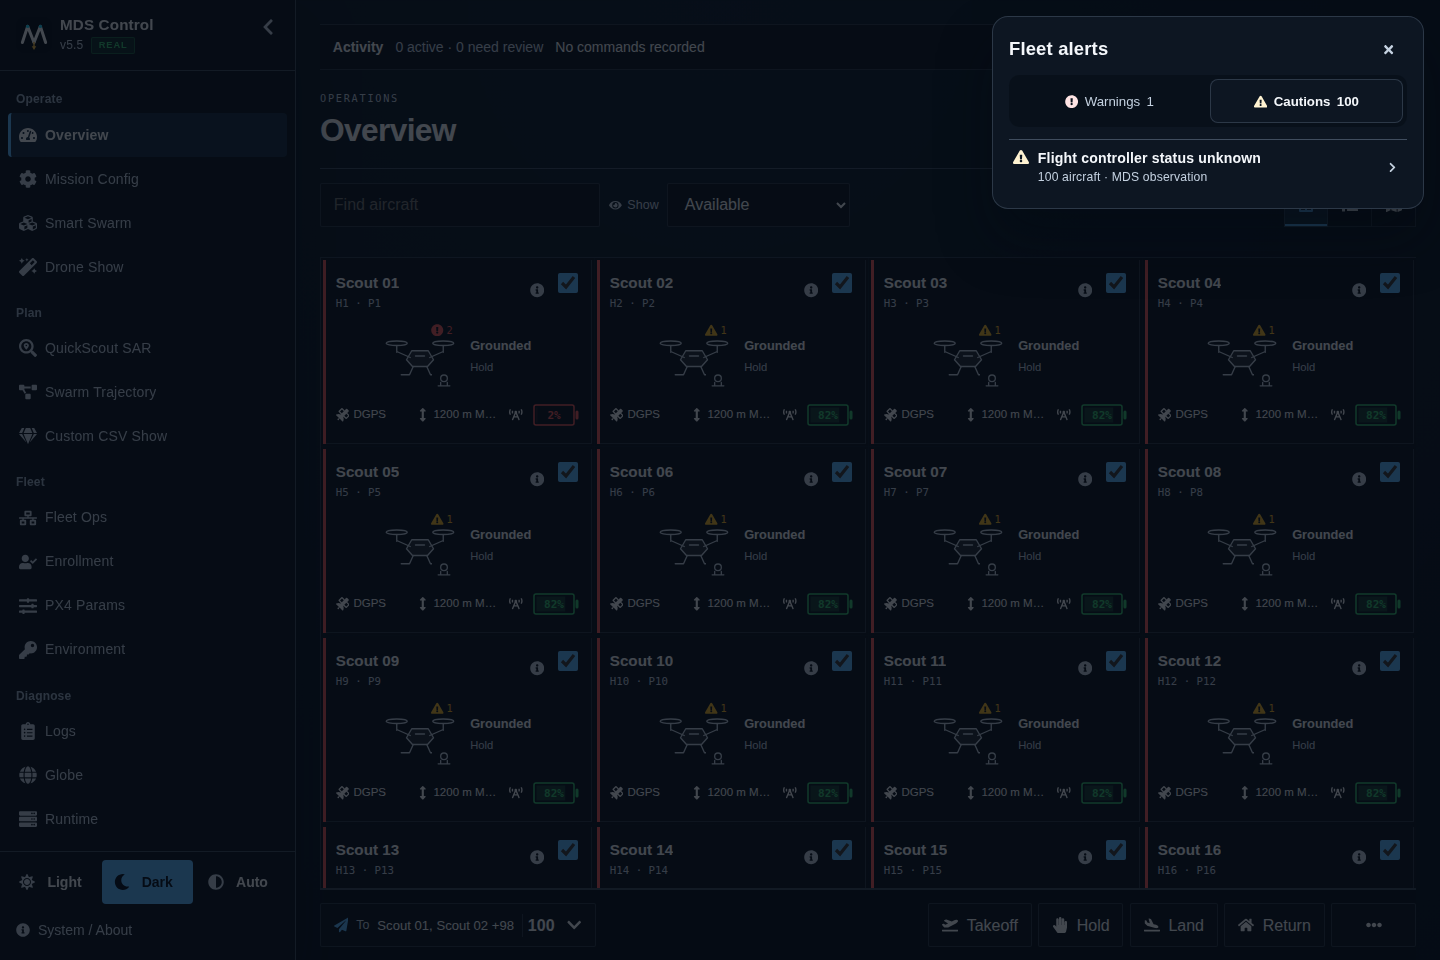 MDS Control
v5.5 REAL
Operate
Overview
Mission Config
Smart Swarm
Drone Show
Plan
QuickScout SAR
Swarm Trajectory
Custom CSV Show
Fleet
Fleet Ops
Enrollment
PX4 Params
Environment
Diagnose
Logs
Globe
Runtime
Light Dark Auto
System / About
Activity 0 active · 0 need review No commands recorded
OPERATIONS
Overview
Find aircraft Show Available
Fleet alerts
Warnings 1 Cautions 100
Flight controller status unknown
100 aircraft · MDS observation
Scout 01 Scout 02 Scout 03 Scout 04
H1 · P1 H2 · P2 H3 · P3 H4 · P4
2 1 1 1
Grounded Grounded Grounded Grounded
Hold Hold Hold Hold
DGPS 1200 m M… 2% DGPS 1200 m M… 82% DGPS 1200 m M… 82% DGPS 1200 m M… 82%
Scout 05 Scout 06 Scout 07 Scout 08
H5 · P5 H6 · P6 H7 · P7 H8 · P8
1 1 1 1
Grounded Grounded Grounded Grounded
Hold Hold Hold Hold
DGPS 1200 m M… 82% DGPS 1200 m M… 82% DGPS 1200 m M… 82% DGPS 1200 m M… 82%
Scout 09 Scout 10 Scout 11 Scout 12
H9 · P9 H10 · P10 H11 · P11 H12 · P12
1 1 1 1
Grounded Grounded Grounded Grounded
Hold Hold Hold Hold
DGPS 1200 m M… 82% DGPS 1200 m M… 82% DGPS 1200 m M… 82% DGPS 1200 m M… 82%
Scout 13 Scout 14 Scout 15 Scout 16
H13 · P13 H14 · P14 H15 · P15 H16 · P16
To Scout 01, Scout 02 +98 100 Takeoff Hold Land Return